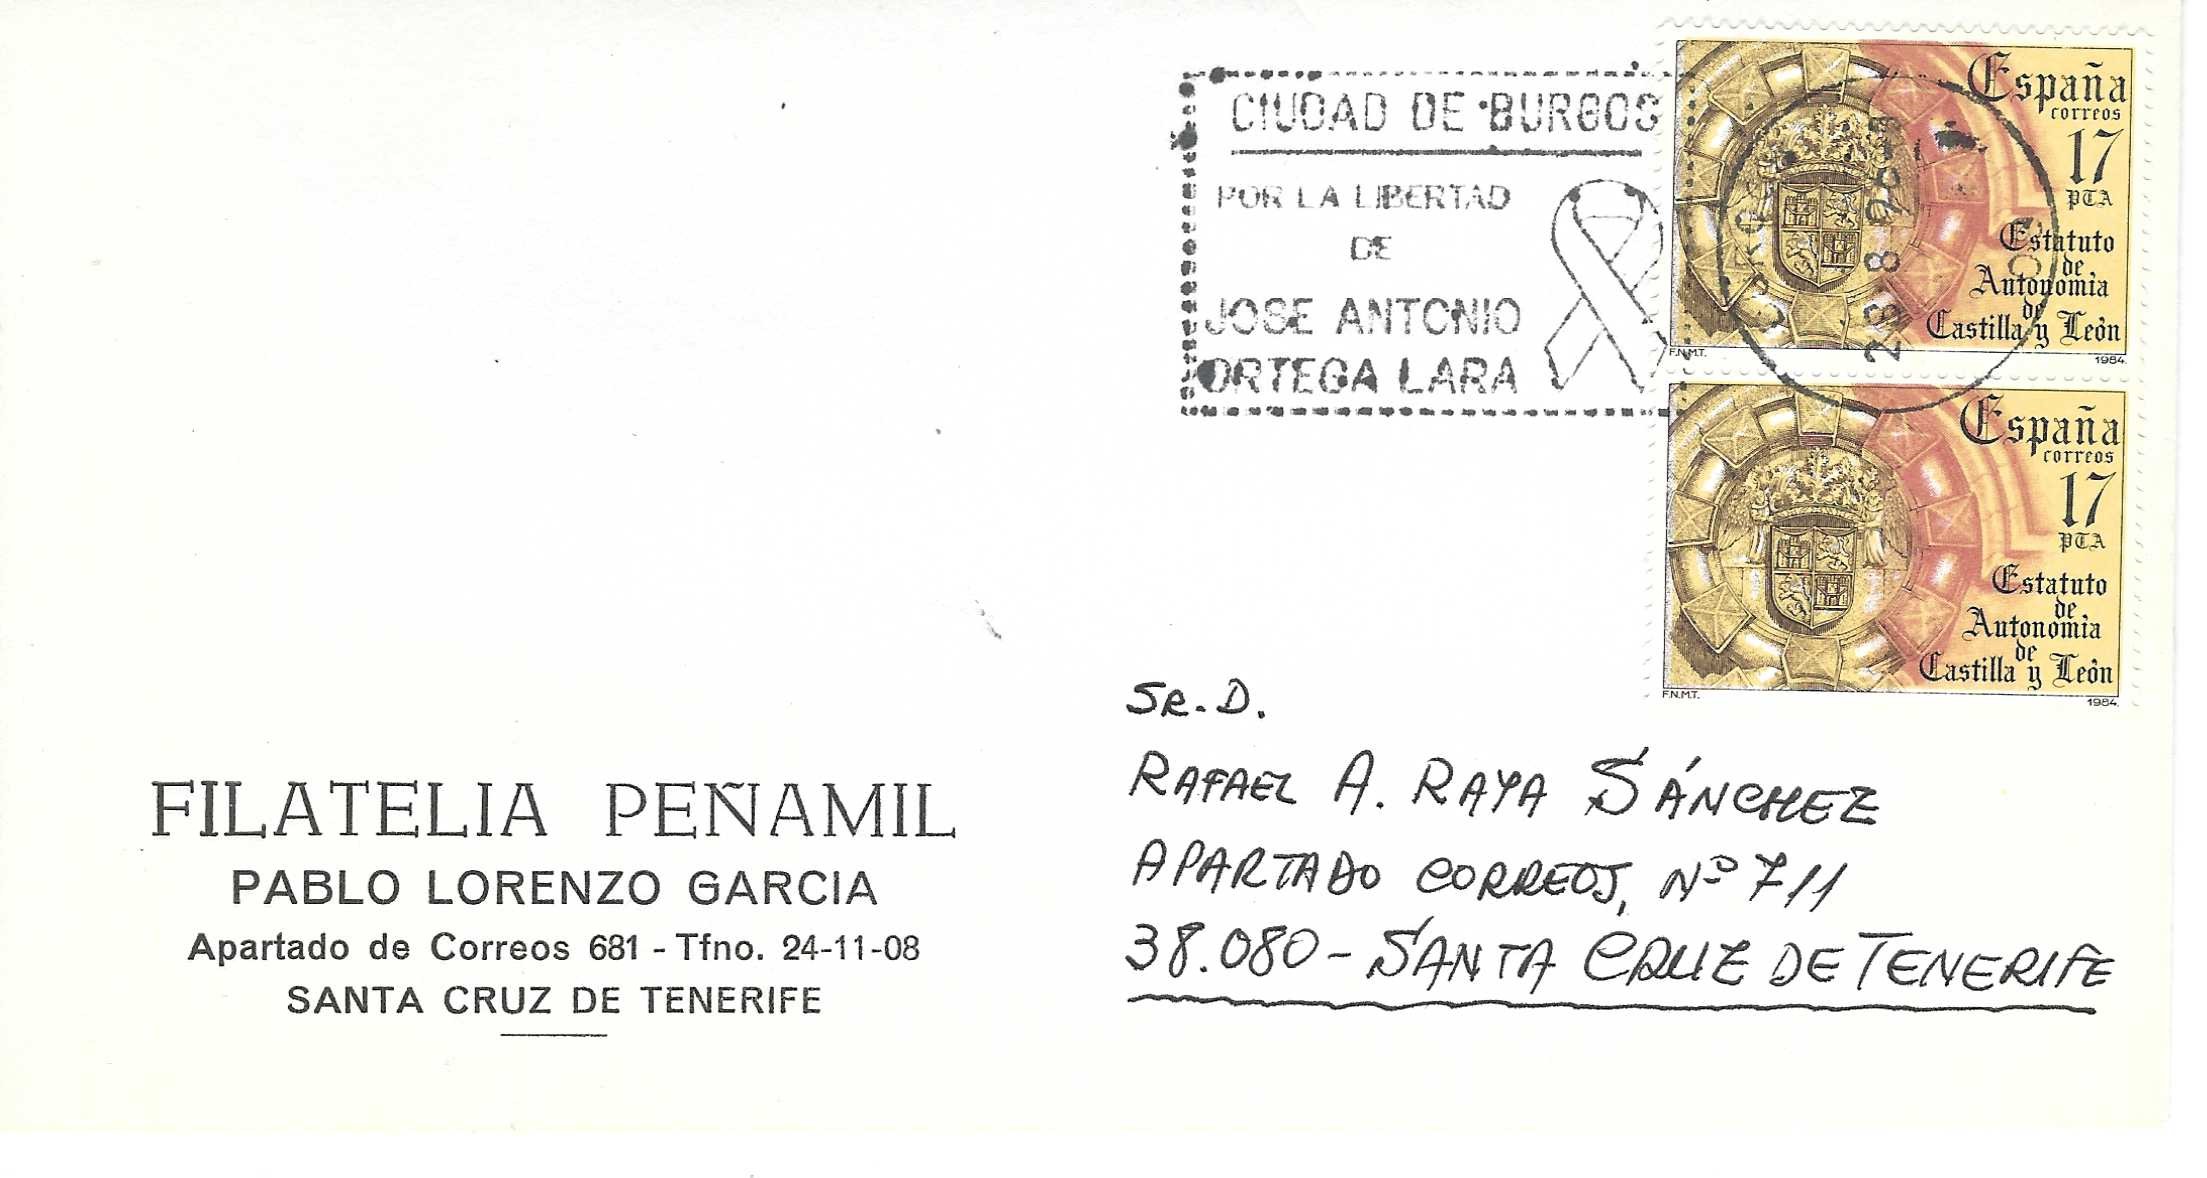 CIUDAD DE BURGOS
POR LA LIBERTAD
DE
JOSE ANTONIO
ORTEGA LARA
España
correos
17
PTA
Estatuto
de
Autonomia
de
Castilla y León
F.N.M.T.
1984
España
correos
17
PTA
Estatuto
de
Autonomia
de
Castilla y León
F.N.M.T.
1984
SR. D.
RAFAEL A. RAYA SÁNCHEZ
APARTADO CORREOS, Nº 711
38.080 - SANTA CRUZ DE TENERIFE
FILATELIA PEÑAMIL
PABLO LORENZO GARCIA
Apartado de Correos 681 - Tfno. 24-11-08
SANTA CRUZ DE TENERIFE